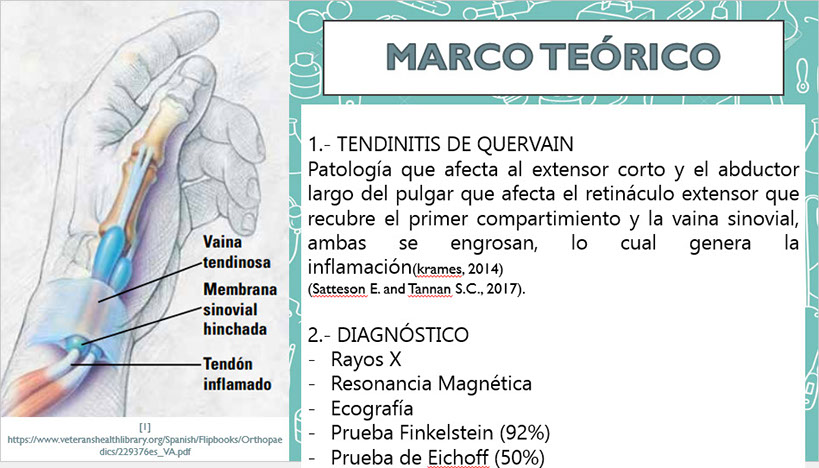 Vaina
tendinosa
Membrana
sinovial
hinchada
Tendón
inflamado
[1]
https://www.veteranshealthlibrary.org/Spanish/Flipbooks/Orthopae
dics/229376es_VA.pdf
MARCO TEÓRICO
1.- TENDINITIS DE QUERVAIN
Patología que afecta al extensor corto y el abductor
largo del pulgar que afecta el retináculo extensor que
recubre el primer compartimiento y la vaina sinovial,
ambas se engrosan, lo cual genera la
inflamación(krames, 2014)
(Satteson E. and Tannan S.C., 2017).
2.- DIAGNÓSTICO
- Rayos X
- Resonancia Magnética
- Ecografía
- Prueba Finkelstein (92%)
- Prueba de Eichoff (50%)